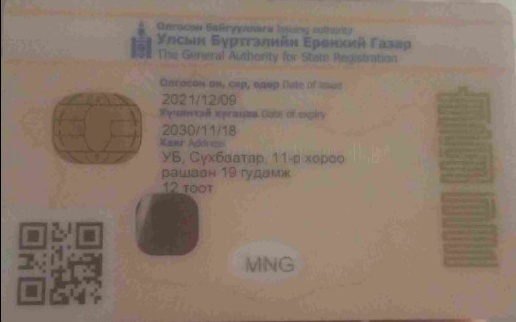 Олгосон байгууллага Issuing authority
Улсын Бүртгэлийн Ерөнхий Газар
The General Authority for State Registration
Олгосон он, сар, өдөр Date of issue
2021/12/09
Хүчинтэй хугацаа Date of expiry
2030/11/18
Хаяг Address
УБ, Сүхбаатар, 11-р хороо
рашаан 19 гудамж
12 тоот
MNG